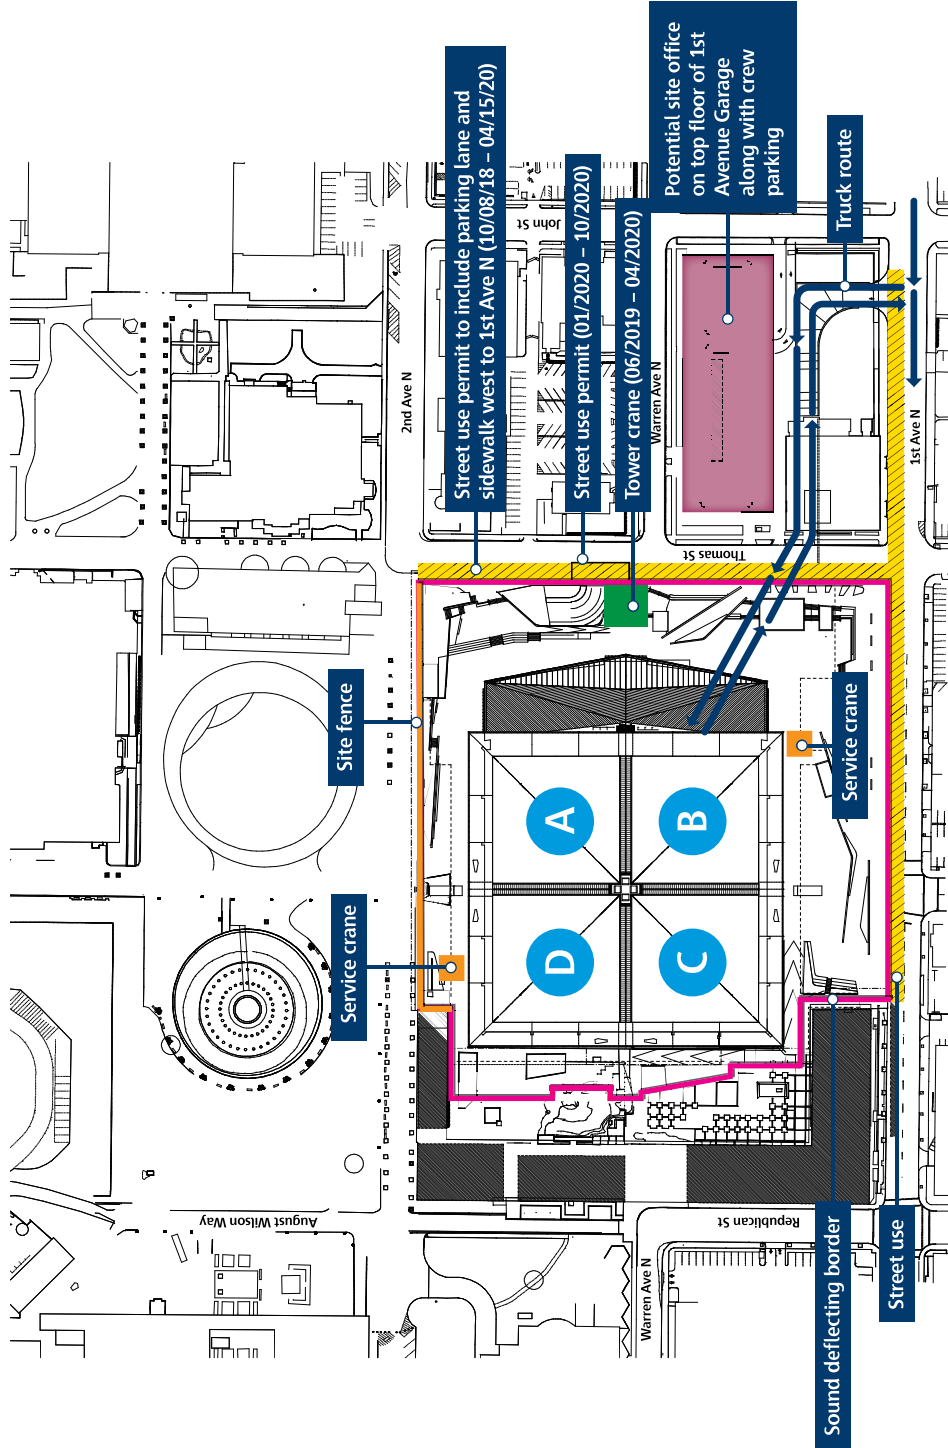 Street use permit to include parking lane and
sidewalk west to 1st Ave N (10/08/18 – 04/15/20)
Street use permit (01/2020 – 10/2020)
Tower crane (06/2019 – 04/2020)
Potential site office
on top floor of 1st
Avenue Garage
along with crew
parking
Truck route
John St
2nd Ave N
Warren Ave N
1st Ave N
Thomas St
Site fence
Service crane
Service crane
A
B
D
C
August Wilson Way
Republican St
Warren Ave N
Sound deflecting border
Street use